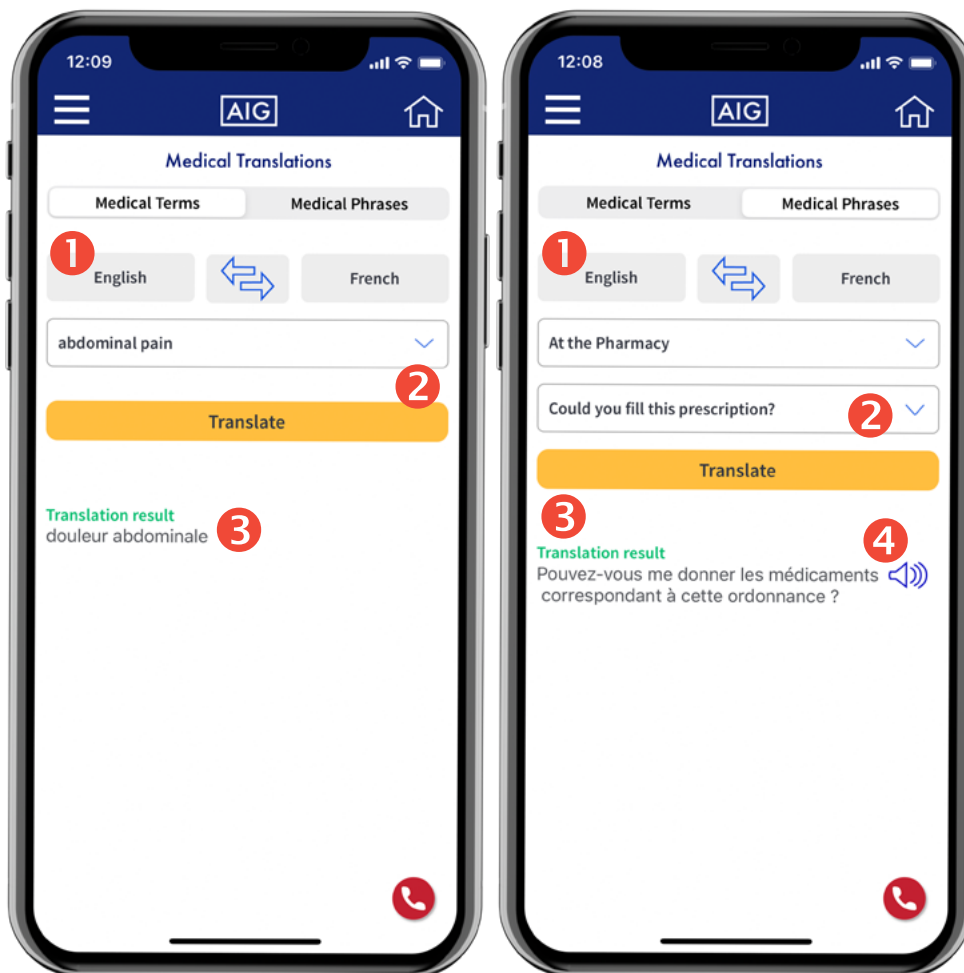 12:09
AIG
Medical Translations
Medical Terms Medical Phrases
1
English French
abdominal pain
2
Translate
Translation result
douleur abdominale 3
12:08
AIG
Medical Translations
Medical Terms Medical Phrases
1
English French
At the Pharmacy
Could you fill this prescription? 2
Translate
3
4
Translation result
Pouvez-vous me donner les médicaments
correspondant à cette ordonnance ?